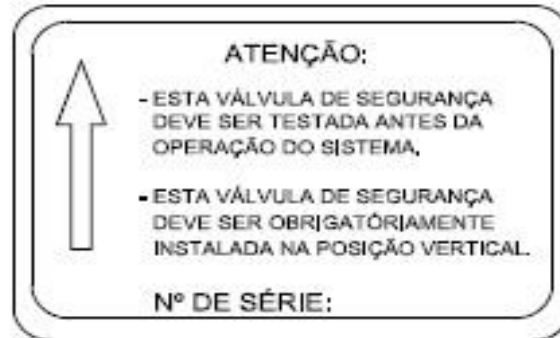 ATENÇÃO:
- ESTA VÁLVULA DE SEGURANÇA
DEVE SER TESTADA ANTES DA
OPERAÇÃO DO SISTEMA.
- ESTA VÁLVULA DE SEGURANÇA
DEVE SER OBRIGATÓRIAMENTE
INSTALADA NA POSIÇÃO VERTICAL.
Nº DE SÉRIE: